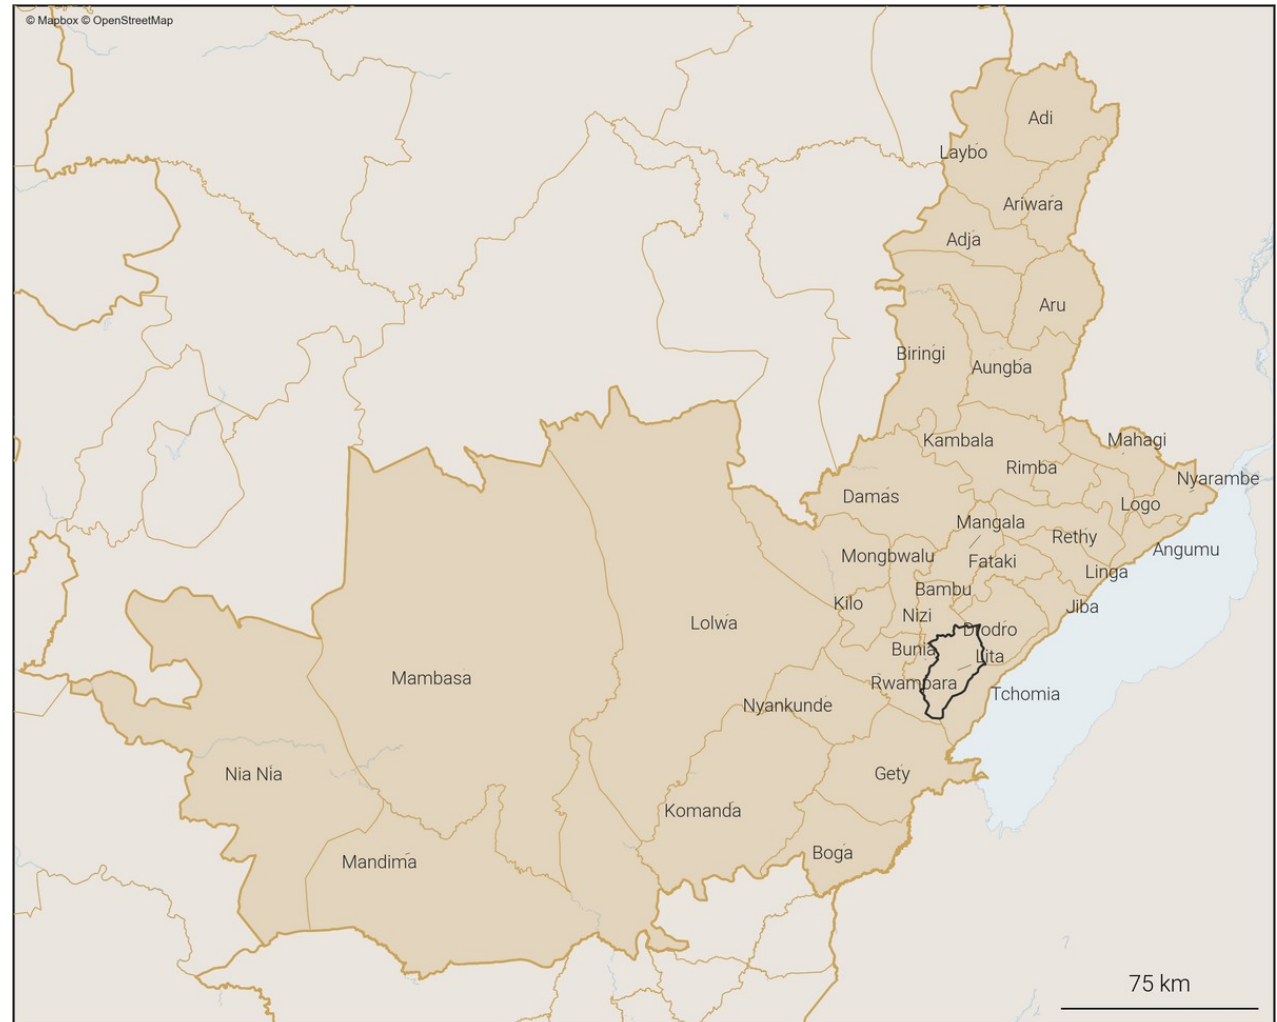 © Mapbox © OpenStreetMap
Adi
Laybo
Ariwara
Adja
Aru
Biringi
Aungba
Kambala
Mahagi
Rimba
Nyarambe
Damas
Logo
Mangala
Rethy
Angumu
Mongbwalu
Fataki
Linga
Bambu
Kilo
Jiba
Nizi
Lolwa
Drodro
Bunia
Lita
Mambasa
Rwampara
Tchomia
Nyankunde
Nia Nia
Gety
Komanda
Boga
Mandima
75 km